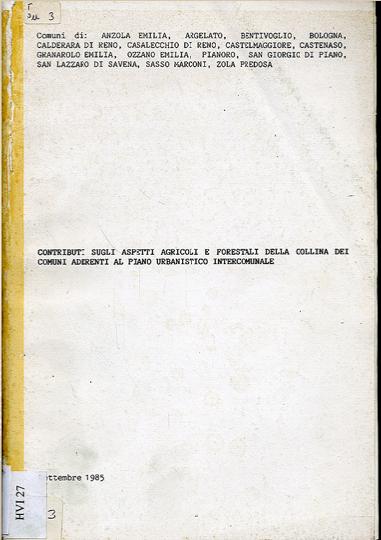 3
Comuni di: ANZOLA EMILIA, ARGELATO, BENTIVOGLIO, BOLOGNA,
CALDERARA DI RENO, CASALECCHIO DI RENO, CASTELMAGGIORE, CASTENASO,
GRANAROLO EMILIA, OZZANO EMILIA, PIANORO, SAN GIORGIO DI PIANO,
SAN LAZZARO DI SAVENA, SASSO MARCONI, ZOLA PREDOSA
CONTRIBUTI SUGLI ASPETTI AGRICOLI E FORESTALI DELLA COLLINA DEI
COMUNI ADERENTI AL PIANO URBANISTICO INTERCOMUNALE
ettembre 1985
HVI 27
3